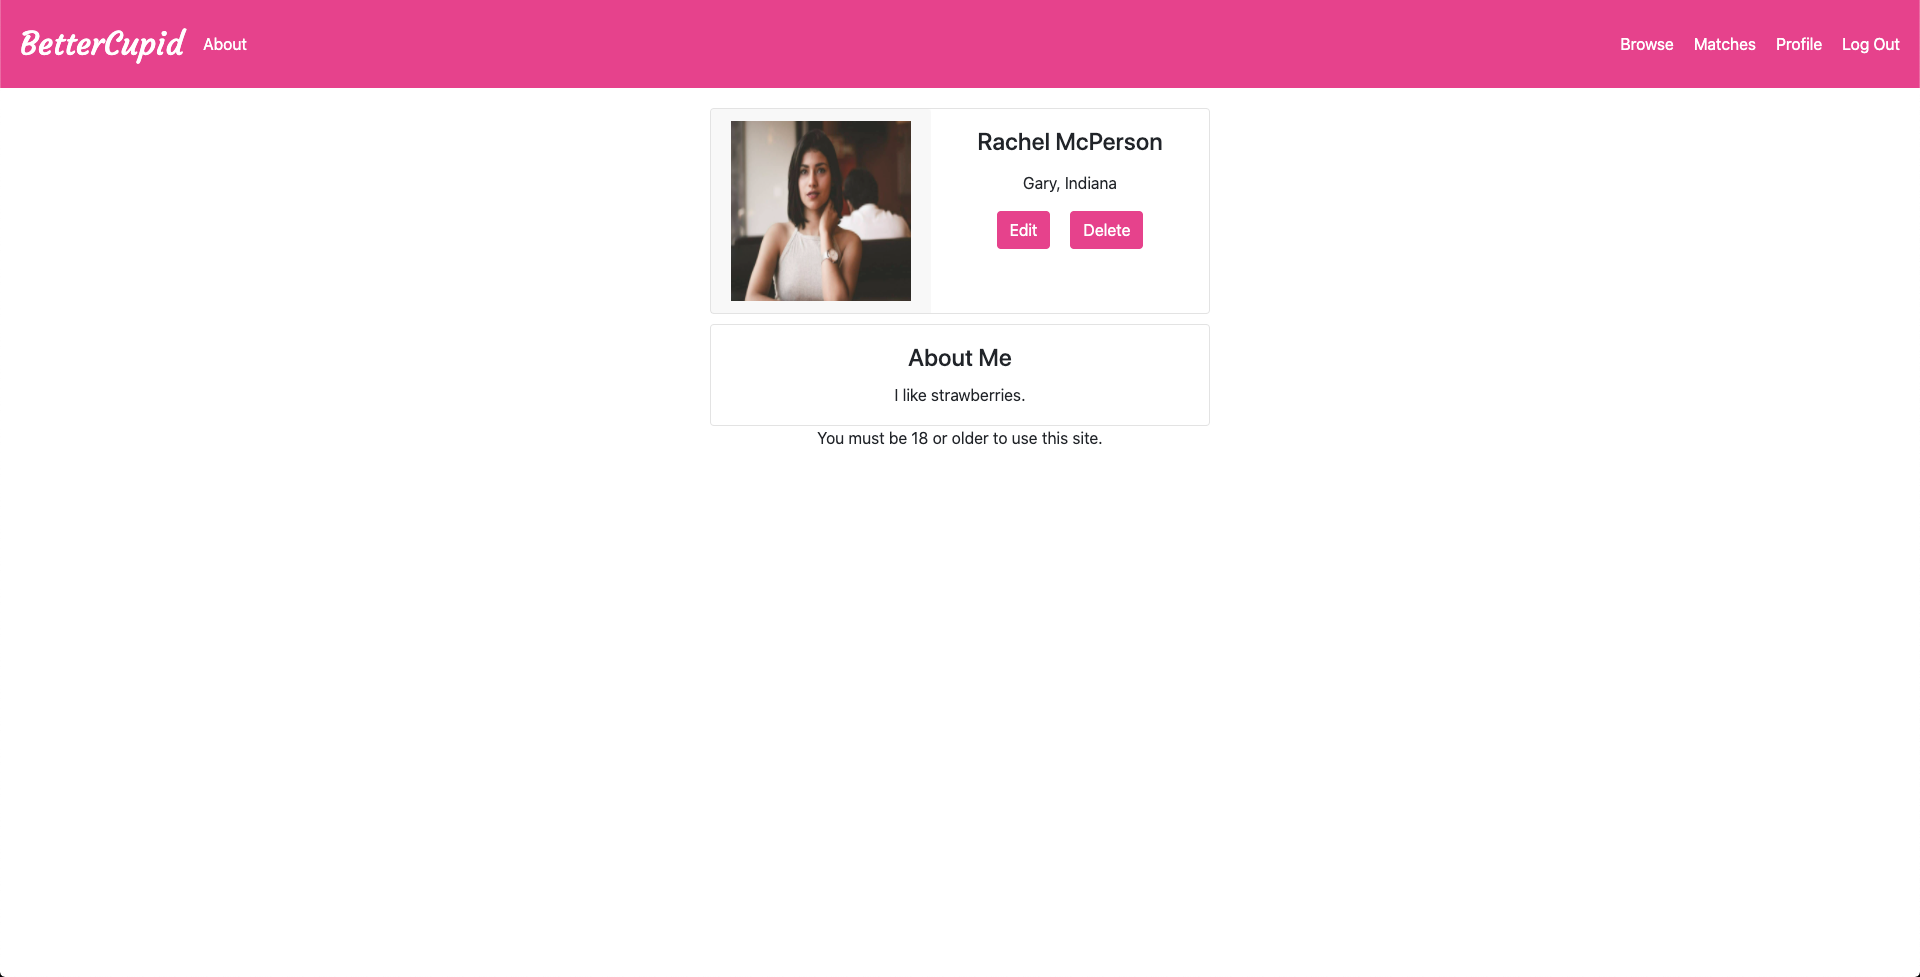 BetterCupid About Browse Matches Profile Log Out
Rachel McPerson
Gary, Indiana
Edit Delete
About Me
I like strawberries.
You must be 18 or older to use this site.